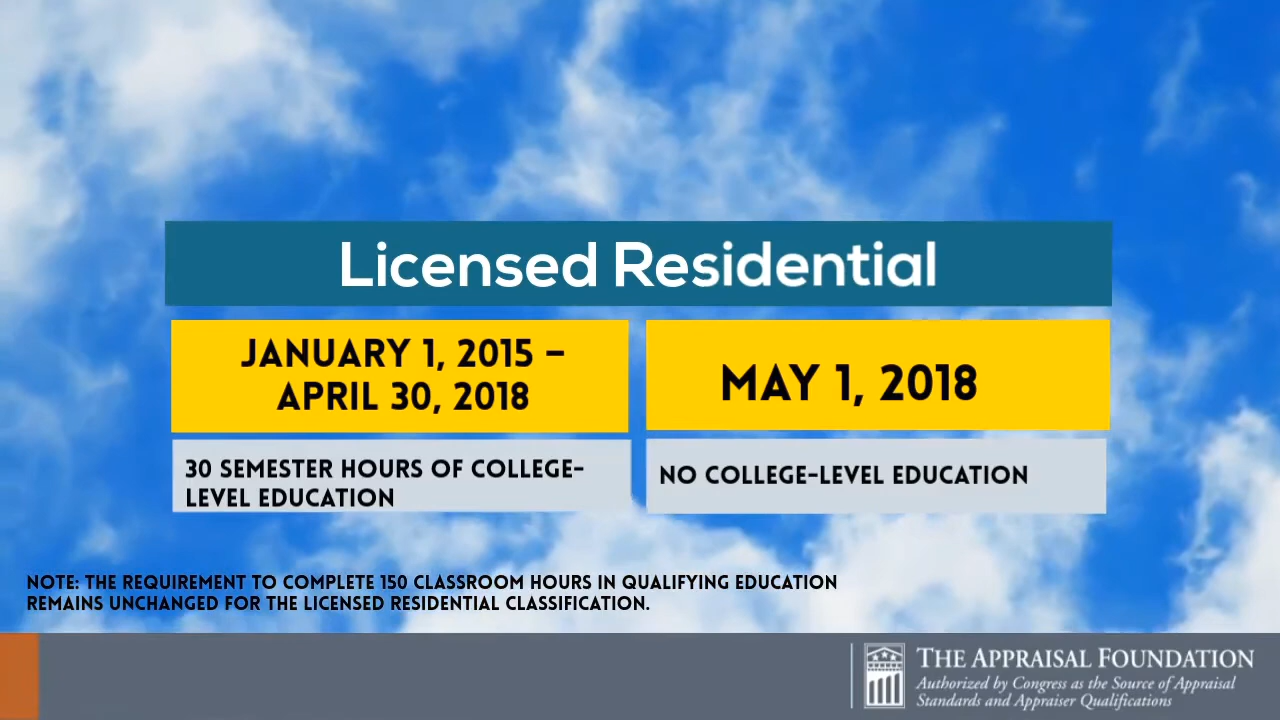 Licensed Residential
JANUARY 1, 2015 –
APRIL 30, 2018
MAY 1, 2018
30 SEMESTER HOURS OF COLLEGE-
LEVEL EDUCATION
NO COLLEGE-LEVEL EDUCATION
NOTE: THE REQUIREMENT TO COMPLETE 150 CLASSROOM HOURS IN QUALIFYING EDUCATION
REMAINS UNCHANGED FOR THE LICENSED RESIDENTIAL CLASSIFICATION.
THE APPRAISAL FOUNDATION
Authorized by Congress as the Source of Appraisal
Standards and Appraiser Qualifications